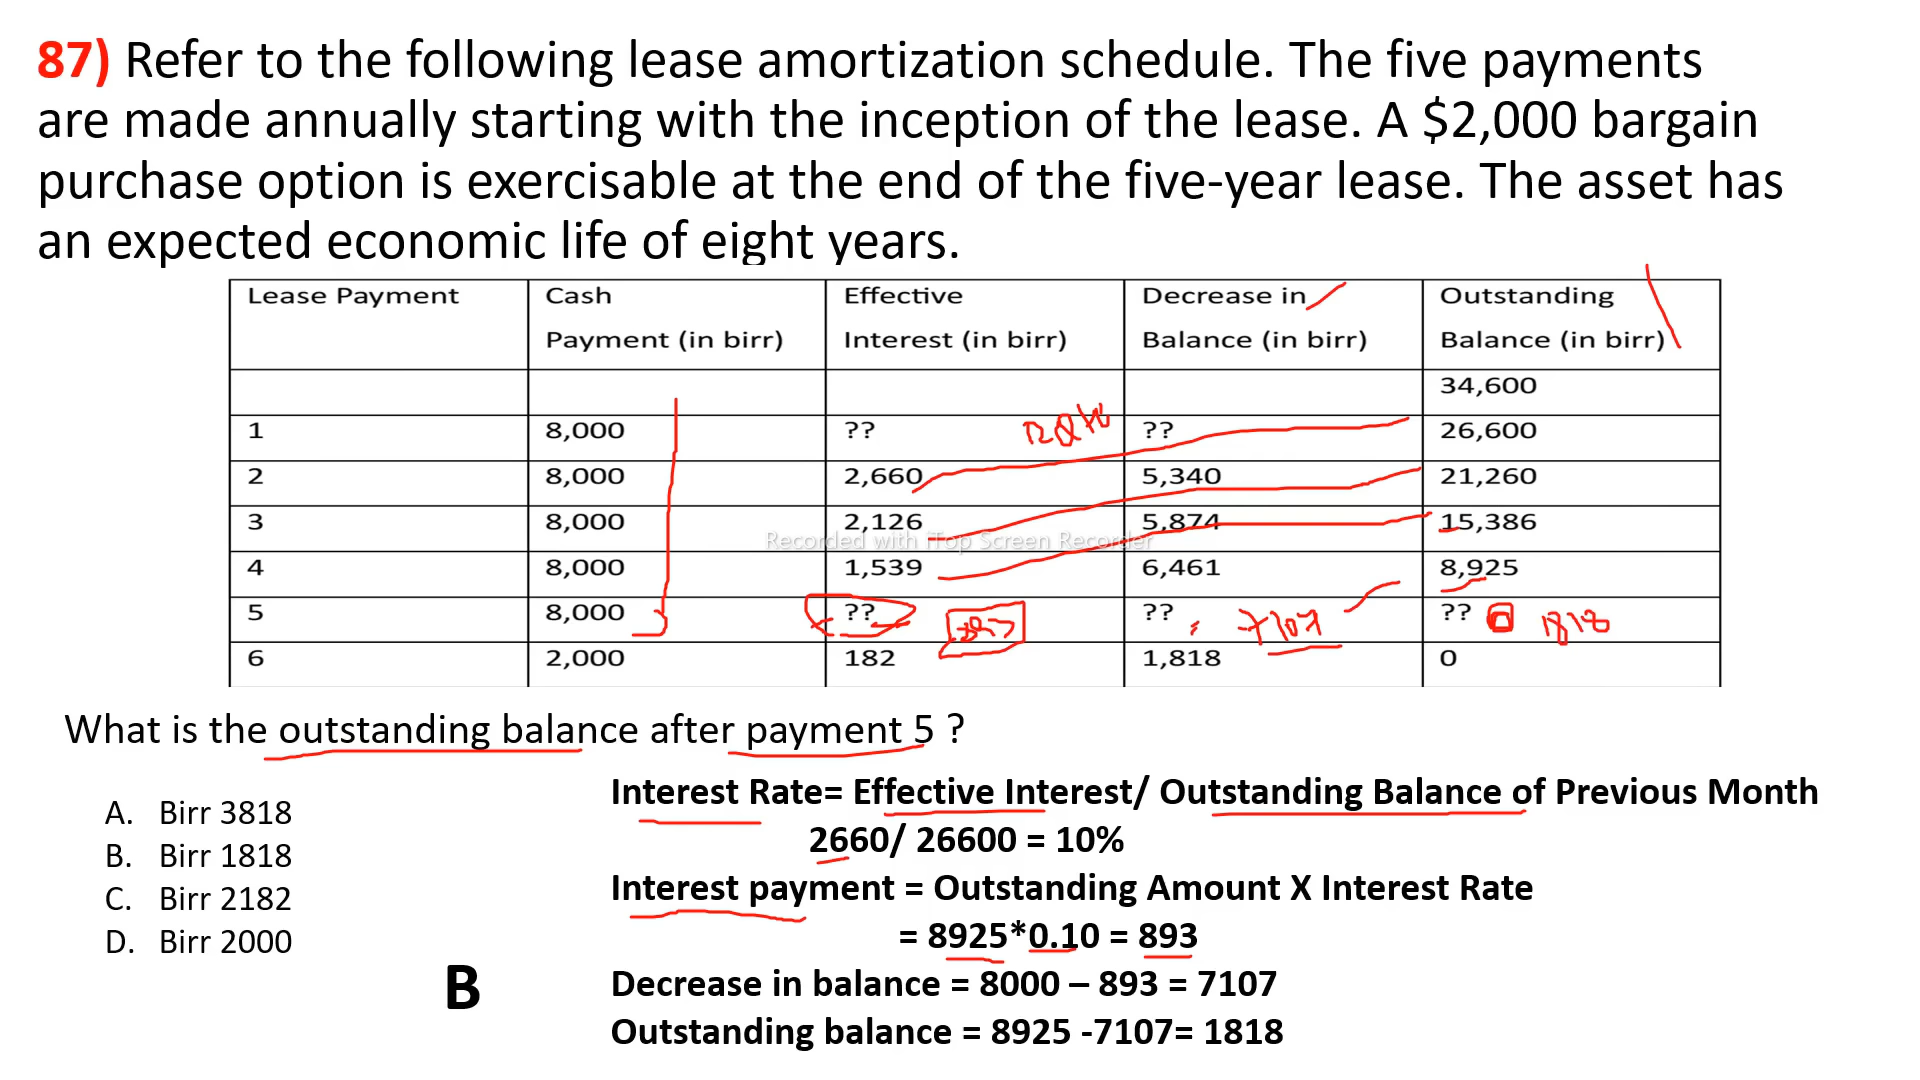 87) Refer to the following lease amortization schedule. The five payments
are made annually starting with the inception of the lease. A $2,000 bargain
purchase option is exercisable at the end of the five-year lease. The asset has
an expected economic life of eight years.
Lease Payment Cash Payment (in birr) Effective Interest (in birr) Decrease in Balance (in birr) Outstanding Balance (in birr)
34,600
1 8,000 ?? ?? 26,600
2 8,000 2,660 5,340 21,260
3 8,000 2,126 5,874 15,386
Recorded with iTop Screen Recorder
4 8,000 1,539 6,461 8,925
5 8,000 ?? ?? 7107 ?? 1818
6 2,000 182 1,818 0
What is the outstanding balance after payment 5 ?
A. Birr 3818
B. Birr 1818
C. Birr 2182
D. Birr 2000
B
Interest Rate= Effective Interest/ Outstanding Balance of Previous Month
2660/ 26600 = 10%
Interest payment = Outstanding Amount X Interest Rate
= 8925*0.10 = 893
Decrease in balance = 8000 – 893 = 7107
Outstanding balance = 8925 -7107= 1818